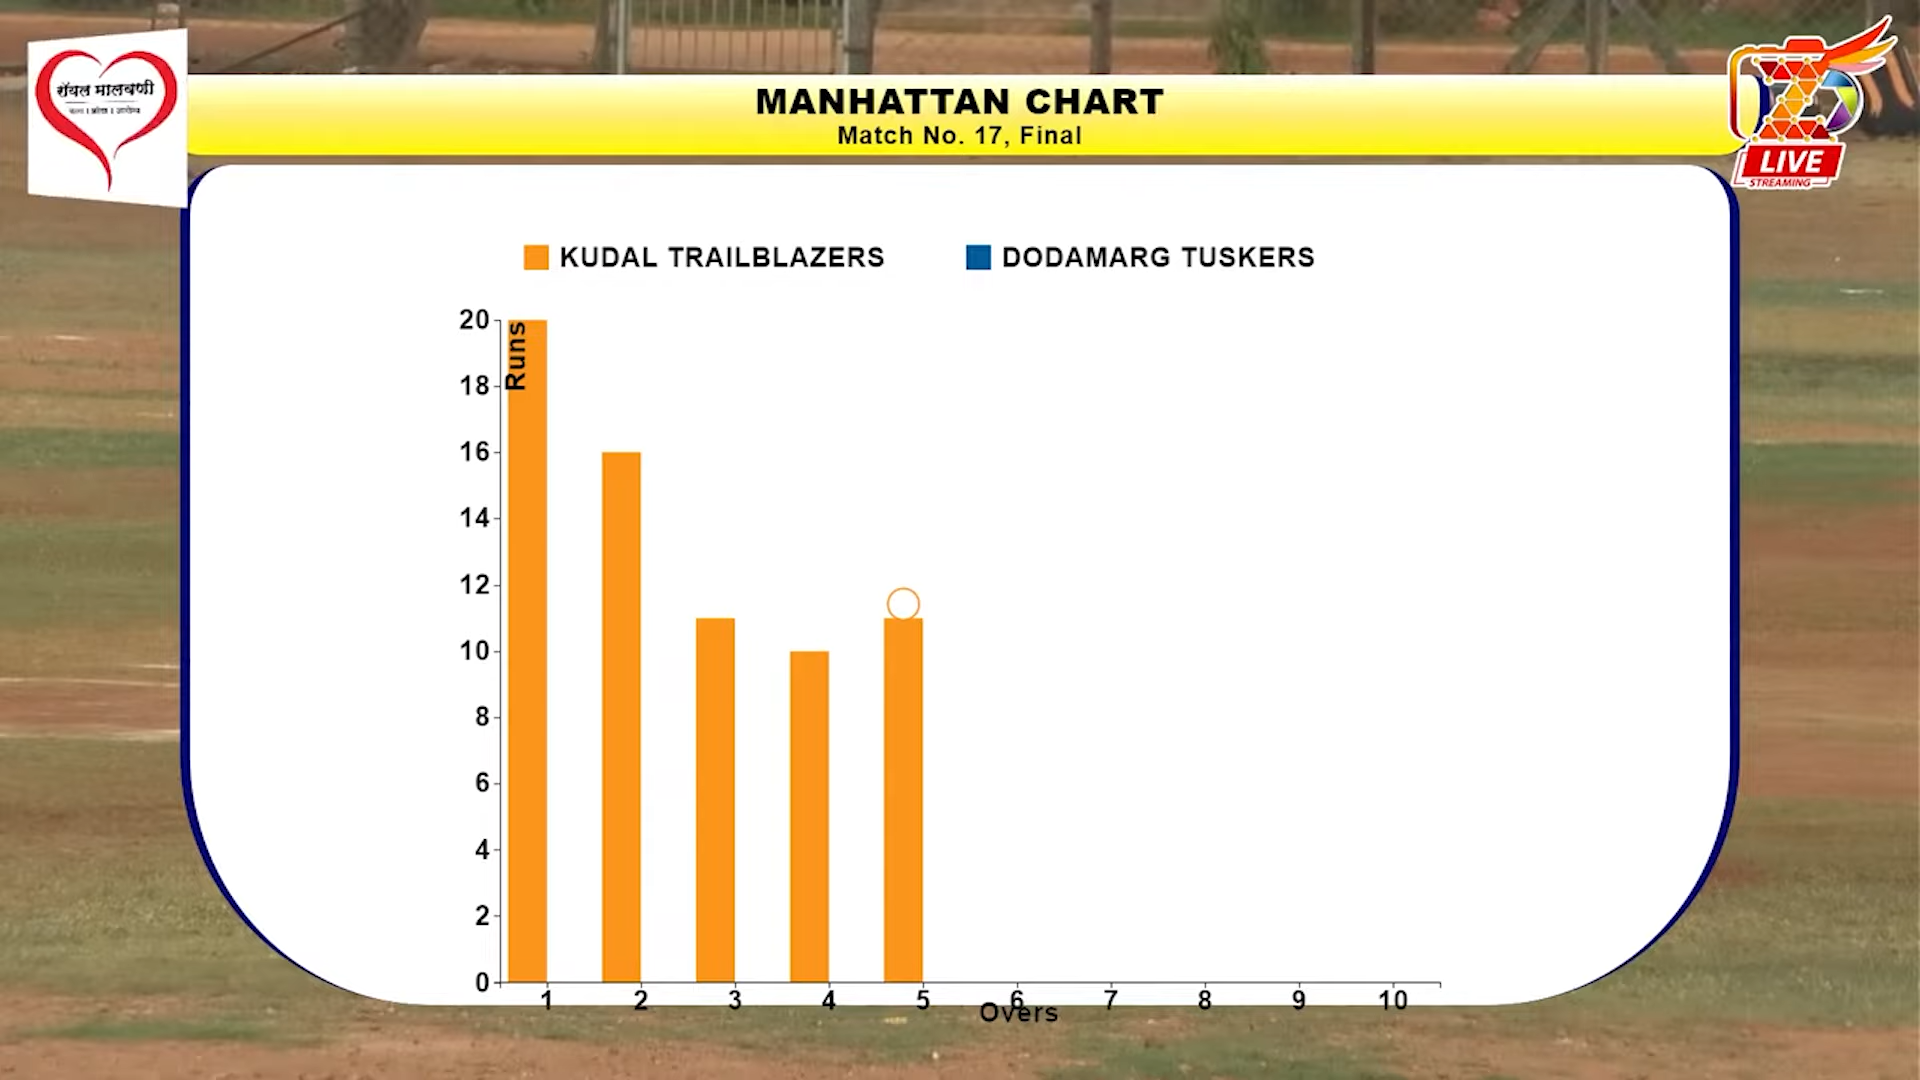 रॉयल मालवणी
MANHATTAN CHART
Match No. 17, Final
LIVE
STREAMING
KUDAL TRAILBLAZERS
DODAMARG TUSKERS
Runs
20
18
16
14
12
10
8
6
4
2
0
1 2 3 4 5 6 7 8 9 10
Overs